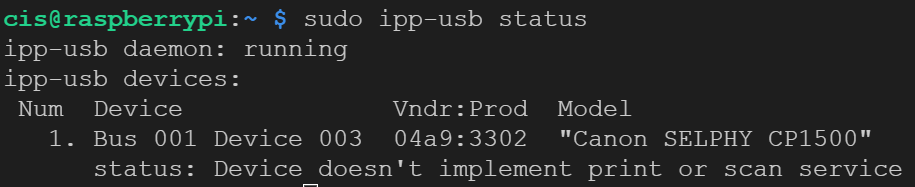 cis@raspberrypi:~ $ sudo ipp-usb status
ipp-usb daemon: running
ipp-usb devices:
 Num  Device                Vndr:Prod  Model
   1. Bus 001 Device 003  04a9:3302  "Canon SELPHY CP1500"
      status: Device doesn't implement print or scan service